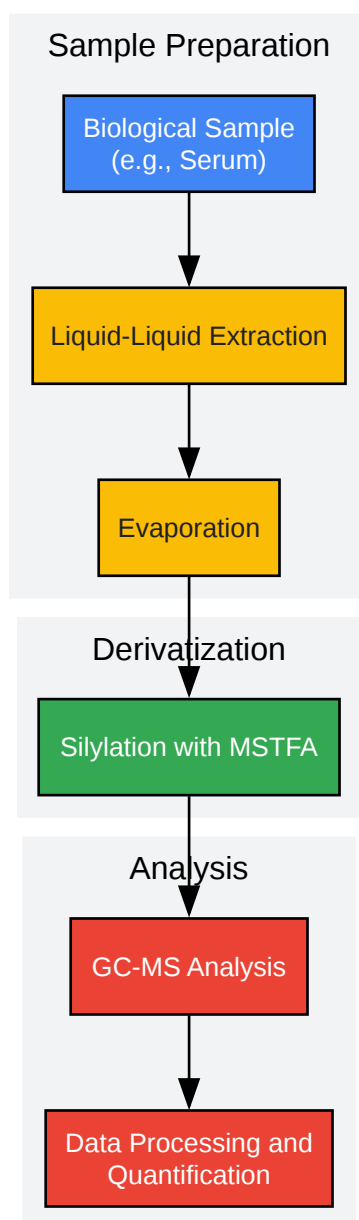 Sample Preparation
Biological Sample
(e.g., Serum)
Liquid-Liquid Extraction
Evaporation
Derivatization
Silylation with MSTFA
Analysis
GC-MS Analysis
Data Processing and
Quantification